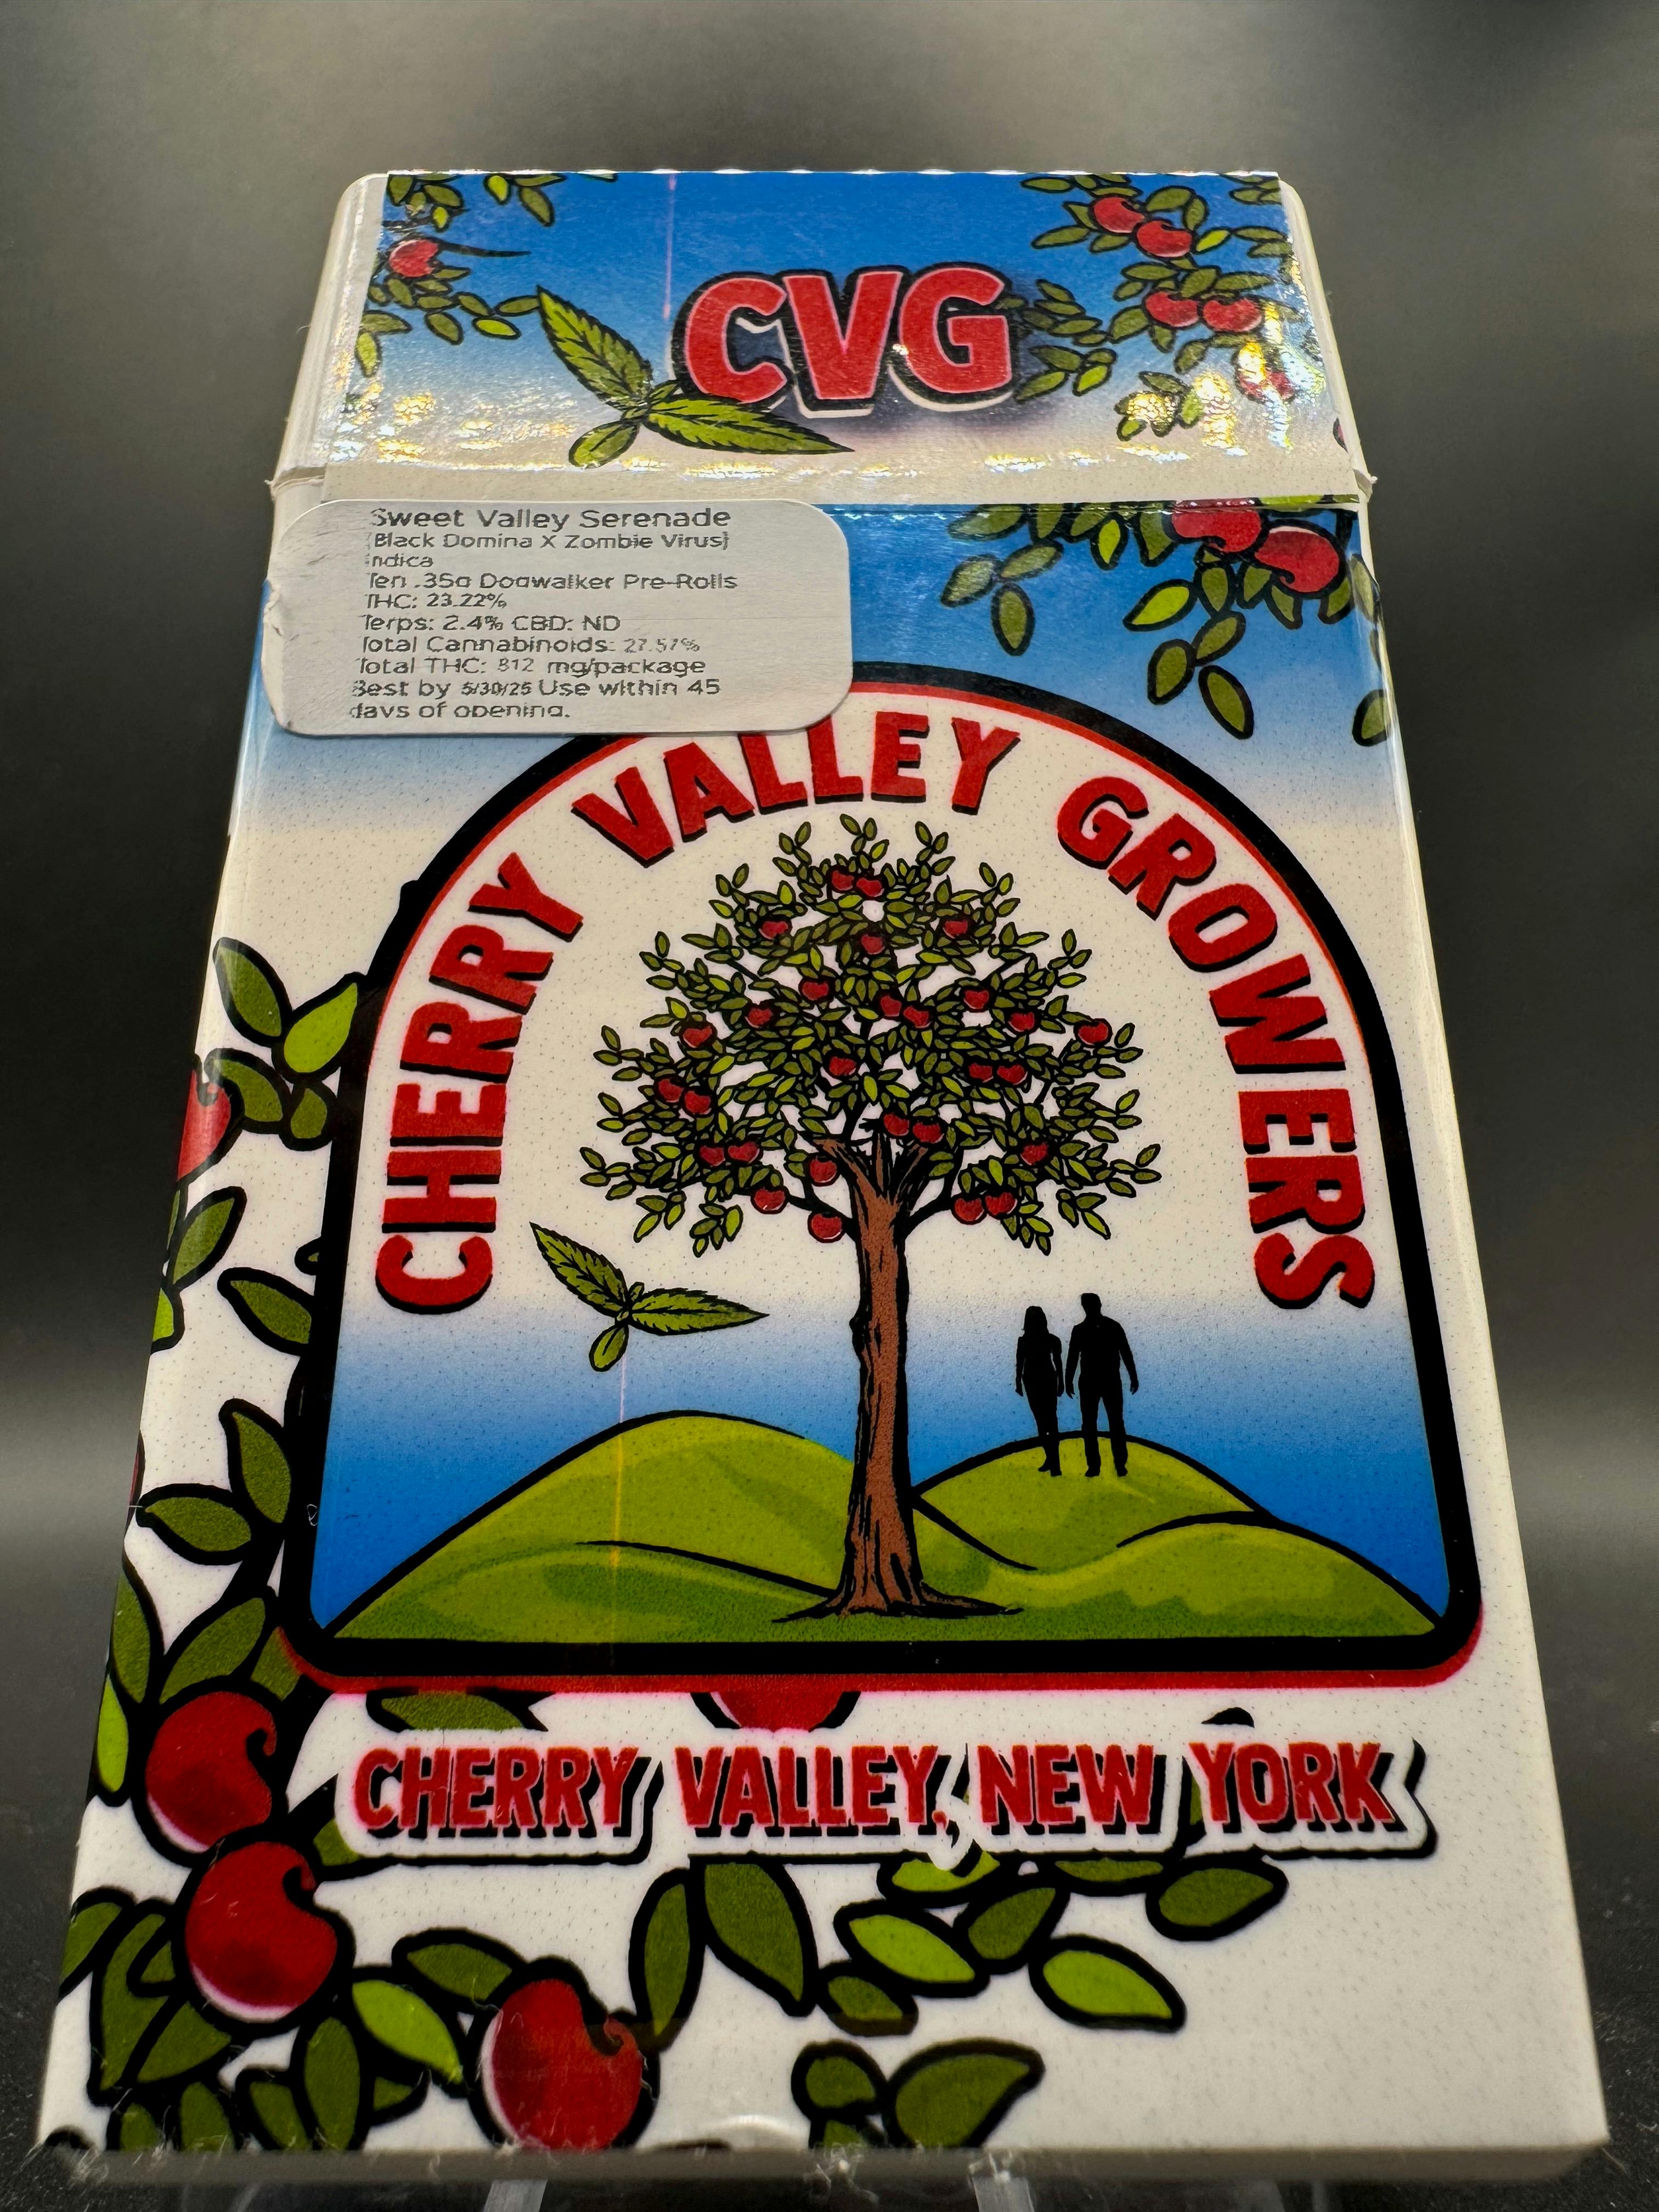 CVG
Sweet Valley Serenade
(Black Domina X Zombie Virus)
Indica
Ten .35g Dogwalker Pre-Rolls
THC: 23.22%
Terps: 2.4% CBD: ND
Total Cannabinoids: 27.57%
Total THC: 812 mg/package
Best by 5/30/25 Use within 45
days of opening.
CHERRY VALLEY GROWERS
CHERRY VALLEY, NEW YORK